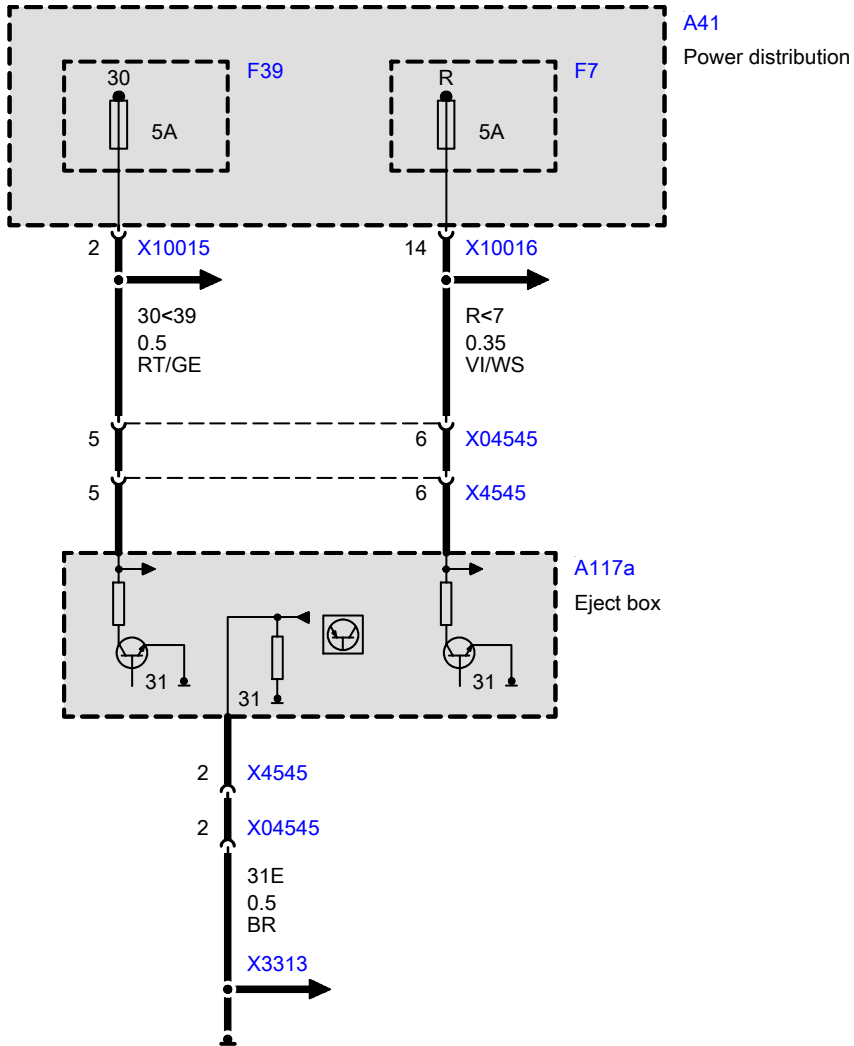 A41
Power distribution
30
F39
R
F7
5A
5A
2
X10015
14
X10016
30<39
0.5
RT/GE
R<7
0.35
VI/WS
5
6
X04545
5
6
X4545
A117a
Eject box
31
31
31
2
X4545
2
X04545
31E
0.5
BR
X3313